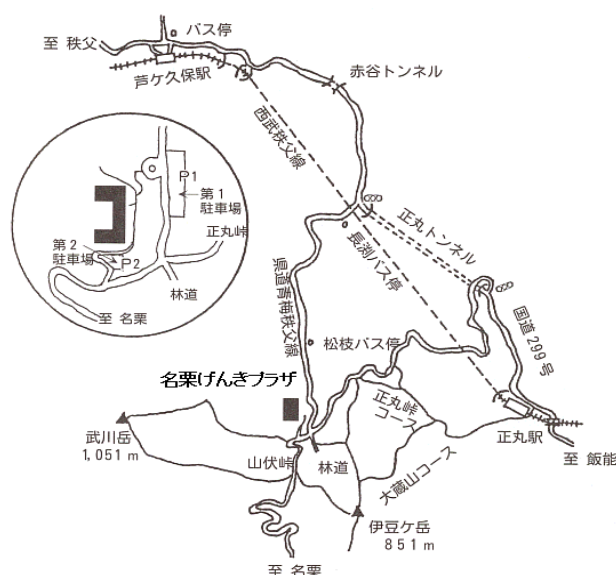 バス停
至 秩父
芦ケ久保駅
赤谷トンネル
西武秩父線
P1
第1
駐車場
正丸峠
第2
駐車場
P2
林道
至 名栗
正丸トンネル
長渕バス停
県道青梅秩父線
国道299号
松枝バス停
名栗げんきプラザ
正丸峠
コース
正丸駅
至 飯能
武川岳
1,051m
山伏峠
林道
大蔵山コース
伊豆ケ岳
851m
至 名栗